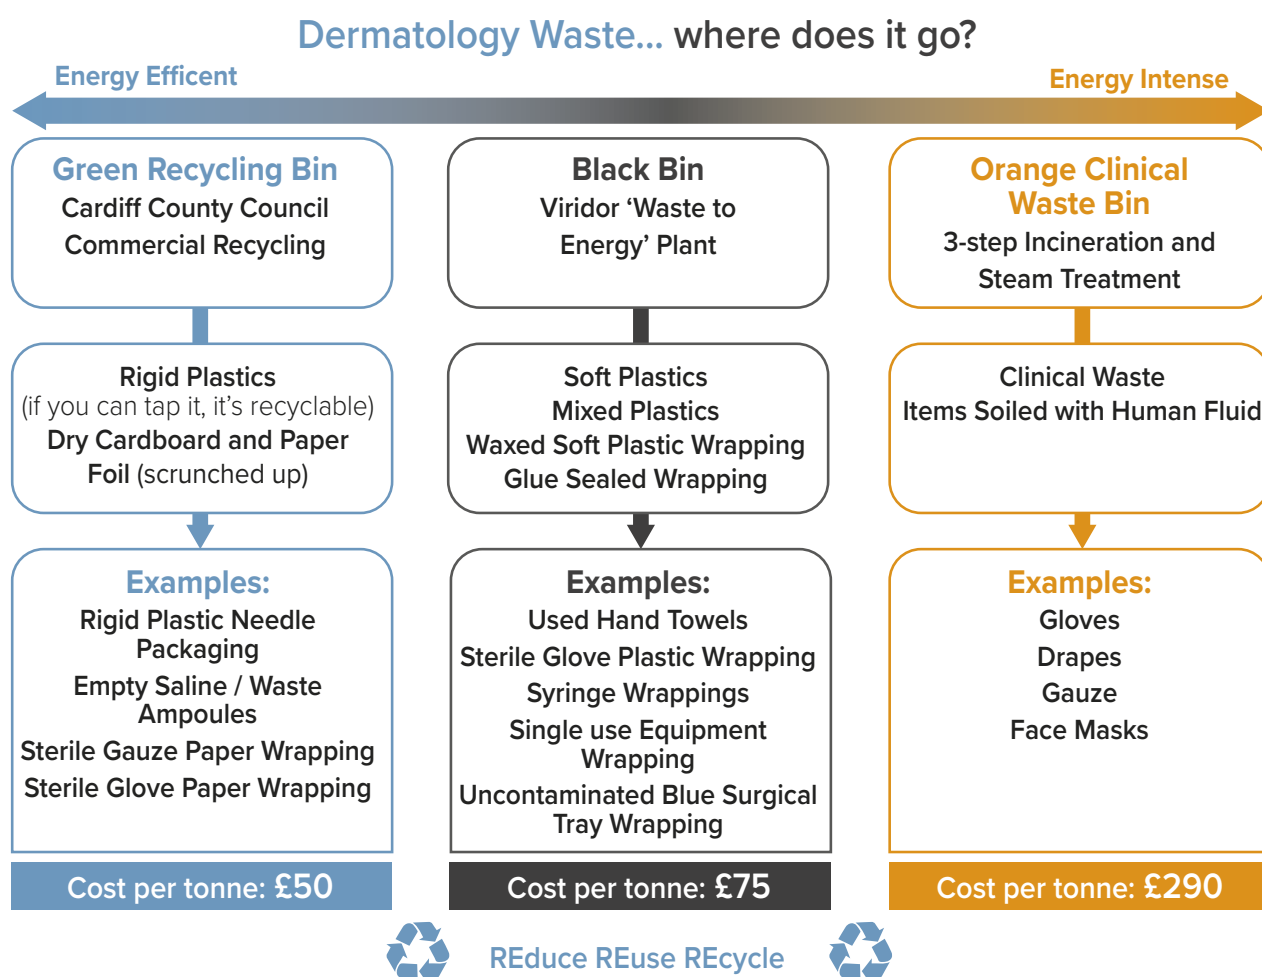 Dermatology Waste... where does it go?
Energy Efficent
Energy Intense
Green Recycling Bin
Cardiff County Council
Commercial Recycling
Rigid Plastics
(if you can tap it, it's recyclable)
Dry Cardboard and Paper
Foil (scrunched up)
Examples:
Rigid Plastic Needle
Packaging
Empty Saline / Waste
Ampoules
Sterile Gauze Paper Wrapping
Sterile Glove Paper Wrapping
Cost per tonne: £50
Black Bin
Viridor ‘Waste to
Energy’ Plant
Soft Plastics
Mixed Plastics
Waxed Soft Plastic Wrapping
Glue Sealed Wrapping
Examples:
Used Hand Towels
Sterile Glove Plastic Wrapping
Syringe Wrappings
Single use Equipment
Wrapping
Uncontaminated Blue Surgical
Tray Wrapping
Cost per tonne: £75
Orange Clinical
Waste Bin
3-step Incineration and
Steam Treatment
Clinical Waste
Items Soiled with Human Fluid
Examples:
Gloves
Drapes
Gauze
Face Masks
Cost per tonne: £290
REduce REuse REcycle